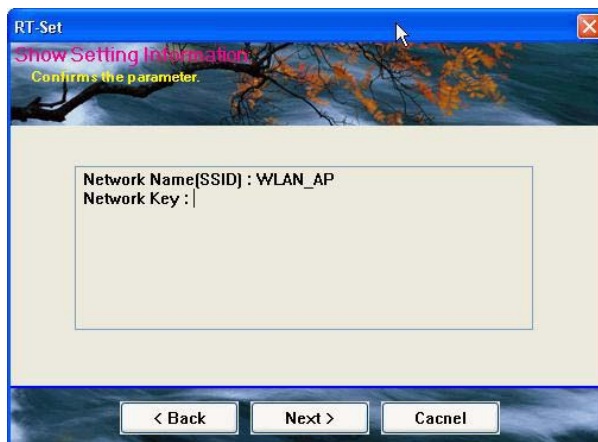 RT-Set
Show Setting Information
Confirms the parameter.
Network Name(SSID) : WLAN_AP
Network Key :
< Back
Next >
Cacnel